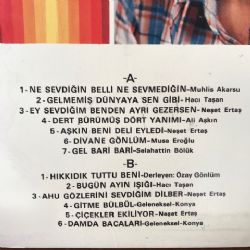 -A-
1-NE SEVDİĞİN BELLİ NE SEVMEDİĞİN-Muhlis Akarsu
2-GELMEMİŞ DÜNYAYA SEN GİBİ-Hacı Taşan
3-EY SEVDİĞİM BENDEN AYRI GEZERSEN-Neşet Ertaş
4-DERT BÜRÜMÜŞ DÖRT YANIMI-Ali Aşkın
5-AŞKIN BENİ DELİ EYLEDİ-Neşet Ertaş
6-DİVANE GÖNLÜM-Musa Eroğlu
7-GEL BARİ BARİ-Selahattin Bölük
-B-
1-HIKKIDIK TUTTU BENİ-Derleyen: Özay Gönlüm
2-BUGÜN AYIN IŞIĞI-Hacı Taşan
3-AHU GÖZLERİNİ SEVDİĞİM DİLBER-Neşet Ertaş
4-GİTME BÜLBÜL-Geleneksel-Konya
5-ÇİÇEKLER EKİLİYOR-Neşet Ertaş
6-DAMDA BACALARI-Geleneksel-Konya